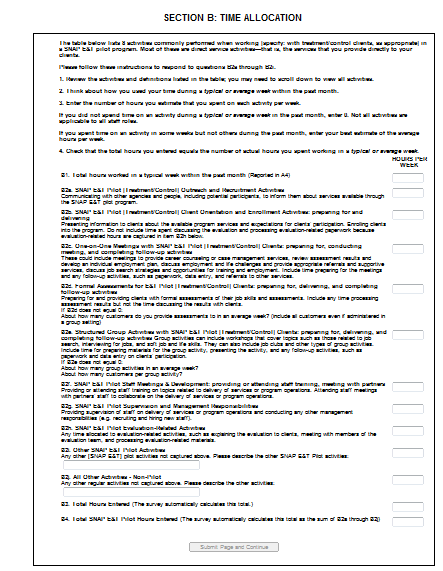 SECTION B: TIME ALLOCATION
The table below lists 8 activities commonly performed when working [specify: with treatment/control clients, as appropriate] in
a SNAP E&T pilot program. Most of these are direct service activities—that is, the services that you provide directly to your
clients.
Please follow these instructions to respond to questions B2a through B2i.
1. Review the activities and definitions listed in the table; you may need to scroll down to view all activities.
2. Think about how you used your time during a typical or average week within the past month.
3. Enter the number of hours you estimate that you spent on each activity per week.
If you did not spend time on an activity during a typical or average week in the past month, enter 0. Not all activities are
applicable to all staff roles.
If you spent time on an activity in some weeks but not others during the past month, enter your best estimate of the average
hours per week.
4. Check that the total hours you entered equals the number of actual hours you spent working in a typical or average week.
HOURS PER
WEEK
B1. Total hours worked in a typical week within the past month (Reported in A4)
B2a. SNAP E&T Pilot [Treatment/Control] Outreach and Recruitment Activities
Communicating with other agencies and people, including potential participants, to inform them about services available through
the SNAP E&T pilot program.
B2b. SNAP E&T Pilot [Treatment/Control] Client Orientation and Enrollment Activities: preparing for and
delivering
Presenting information to clients about the available program services and expectations for clients' participation. Enrolling clients
into the program. Do not include time spent discussing the evaluation and processing evaluation-related paperwork because
evaluation-related hours are captured in item B2h below.
B2c. One-on-One Meetings with SNAP E&T Pilot [Treatment/Control] Clients: preparing for, conducting
meeting, and completing follow-up activities
These could include meetings to provide career counseling or case management services, review assessment results and
develop an individual employment plan, discuss employment and life challenges and provide appropriate referrals and supportive
services, discuss job search strategies and opportunities for training and employment. Include time preparing for the meetings
and any follow-up activities, such as paperwork, data entry, and referrals to other services.
B2d. Formal Assessments for E&T Pilot [Treatment/Control] Clients: preparing for, delivering, and completing
follow-up activities
Preparing for and providing clients with formal assessments of their job skills and assessments. Include any time processing
assessment results but not the time discussing the results with clients.
If B2d does not equal 0:
About how many customers do you provide assessments to in an average week? (include all customers even if administered in
a group setting)
B2e. Structured Group Activities with SNAP E&T Pilot [Treatment/Control] Clients: preparing for, delivering, and
completing follow-up activities Group activities can include workshops that cover topics such as those related to job
search, interviewing for jobs, and soft job and life skills. They can also include job clubs and other types of group activities.
Include time for preparing materials for the group activity, presenting the activity, and any follow-up activities, such as
paperwork and data entry on clients participation.
If B2e does not equal 0:
About how many group activities in an average week?
About how many customers per group activity?
B2f. SNAP E&T Pilot Staff Meetings & Development: providing or attending staff training, meeting with partners
Providing or attending staff training on topics related to delivery of services or program operations. Attending staff meetings
with partners' staff to collaborate on the delivery of services or program operations.
B2g. SNAP E&T Pilot Supervision and Management Responsibilities
Providing supervision of staff on delivery of services or program operations and conducting any other management
responsibilities (e.g. recruiting and hiring new staff).
B2h. SNAP E&T Pilot Evaluation-Related Activities
Any time allocated to evaluation-related activities, such as explaining the evaluation to clients, meeting with members of the
evaluation team, and processing evaluation-related materials.
B2i. Other SNAP E&T Pilot Activities
Any other [SNAP E&T] pilot activities not captured above. Please describe the other SNAP E&T Pilot activities.
B2j. All Other Activities - Non-Pilot
Any other regular activities not captured above. Please describe the other activities.
B3. Total Hours Entered (The survey automatically calculates this total.)
B4. Total SNAP E&T Pilot Hours Entered (The survey automatically calculates this total as the sum of B2a through B2j)
Submit Page and Continue